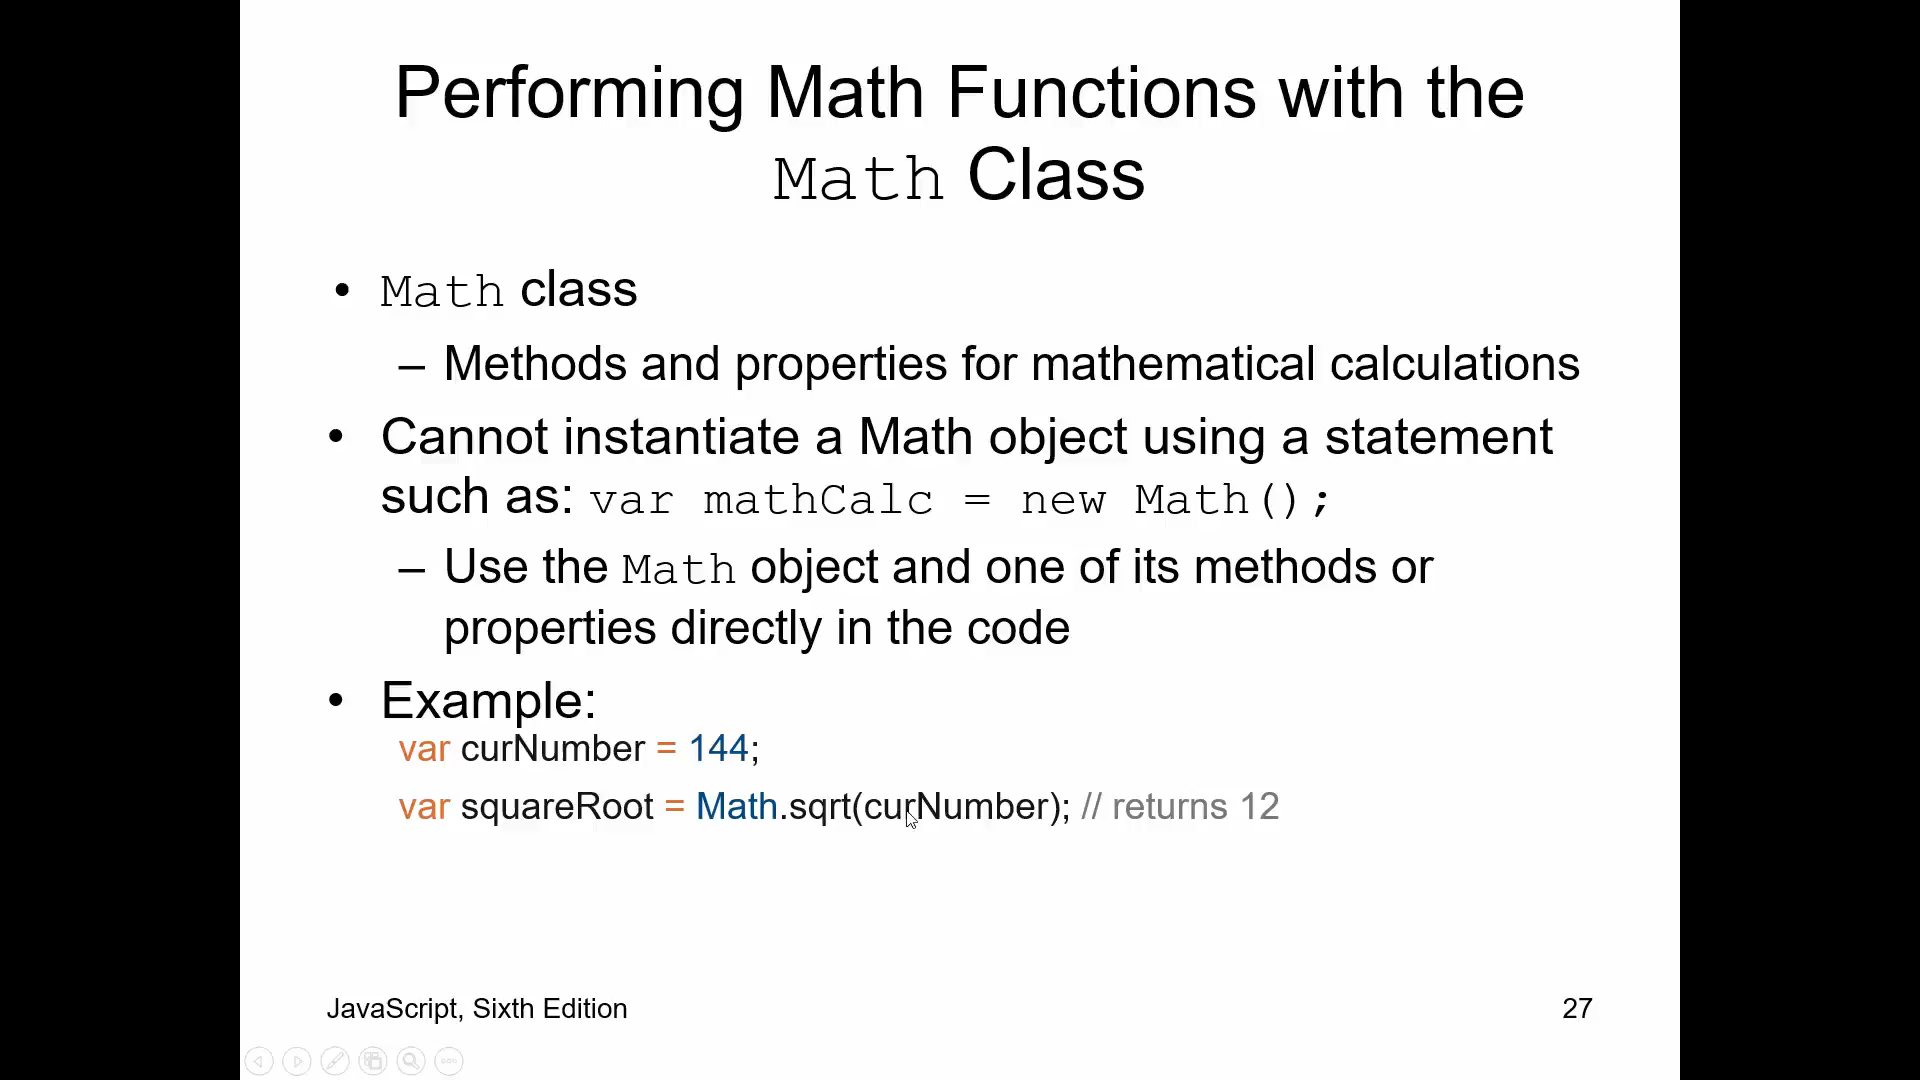 Performing Math Functions with the
Math Class
• Math class
– Methods and properties for mathematical calculations
• Cannot instantiate a Math object using a statement
such as: var mathCalc = new Math();
– Use the Math object and one of its methods or
properties directly in the code
• Example:
var curNumber = 144;
var squareRoot = Math.sqrt(curNumber); // returns 12
JavaScript, Sixth Edition
27